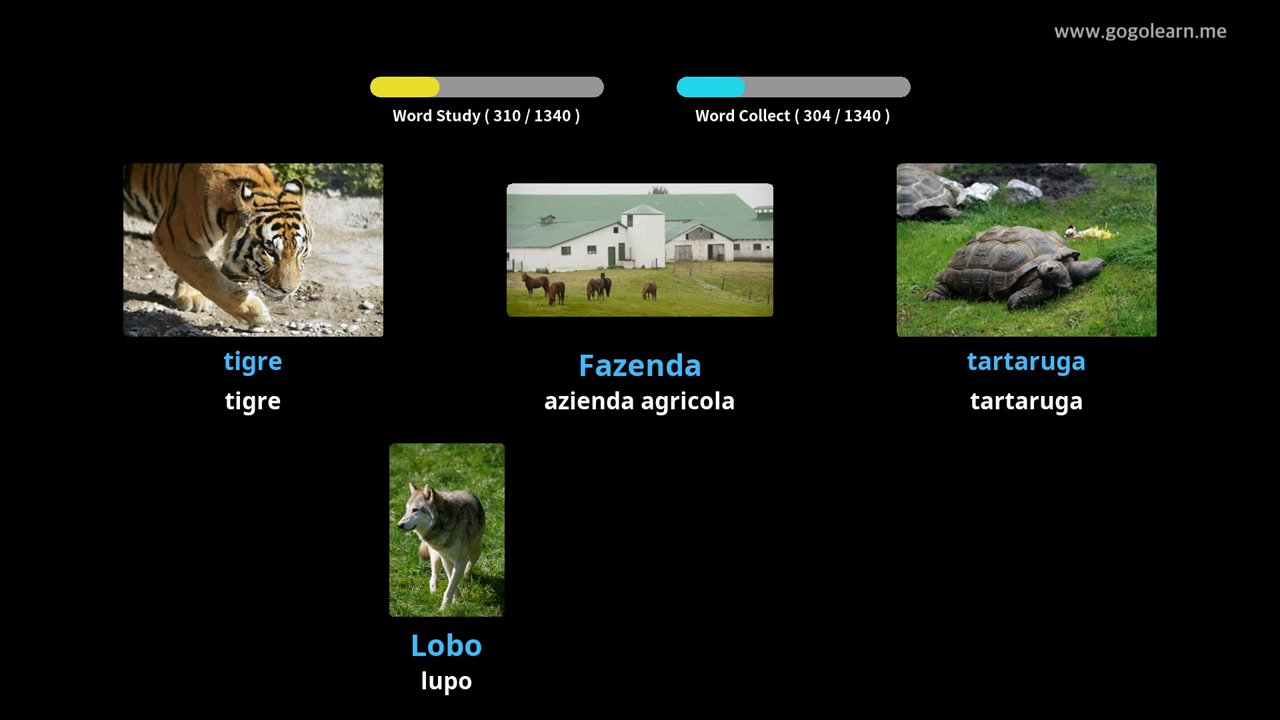 www.gogolearn.me
Word Study ( 310 / 1340 )
Word Collect ( 304 / 1340 )
tigre
tigre
Fazenda
azienda agricola
tartaruga
tartaruga
Lobo
lupo